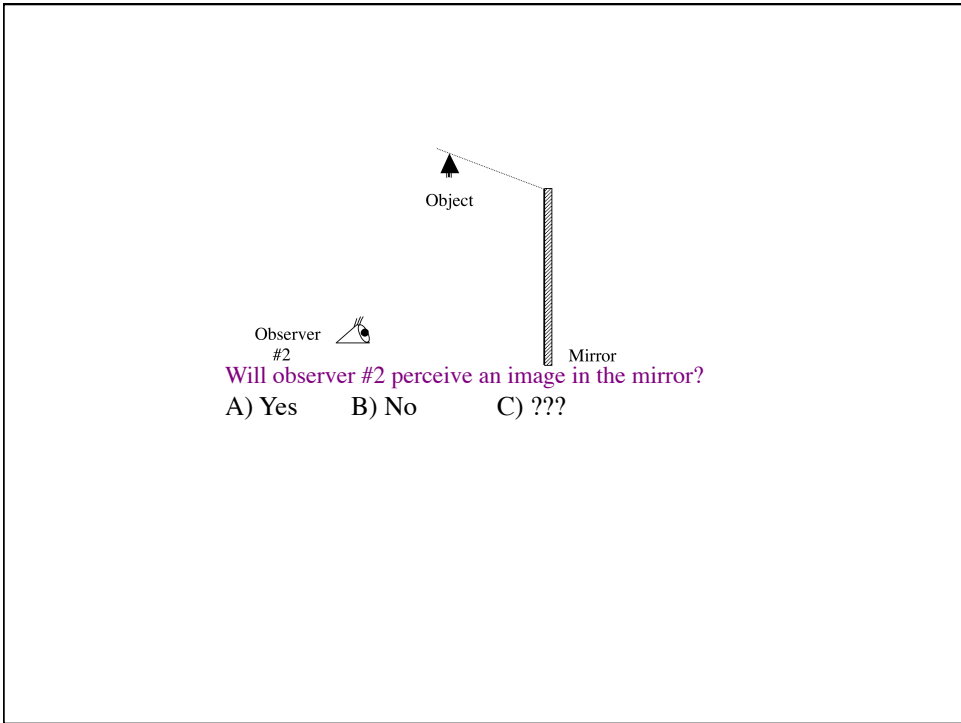 Object
Observer
#2
Mirror
Will observer #2 perceive an image in the mirror?
A) Yes B) No C) ???